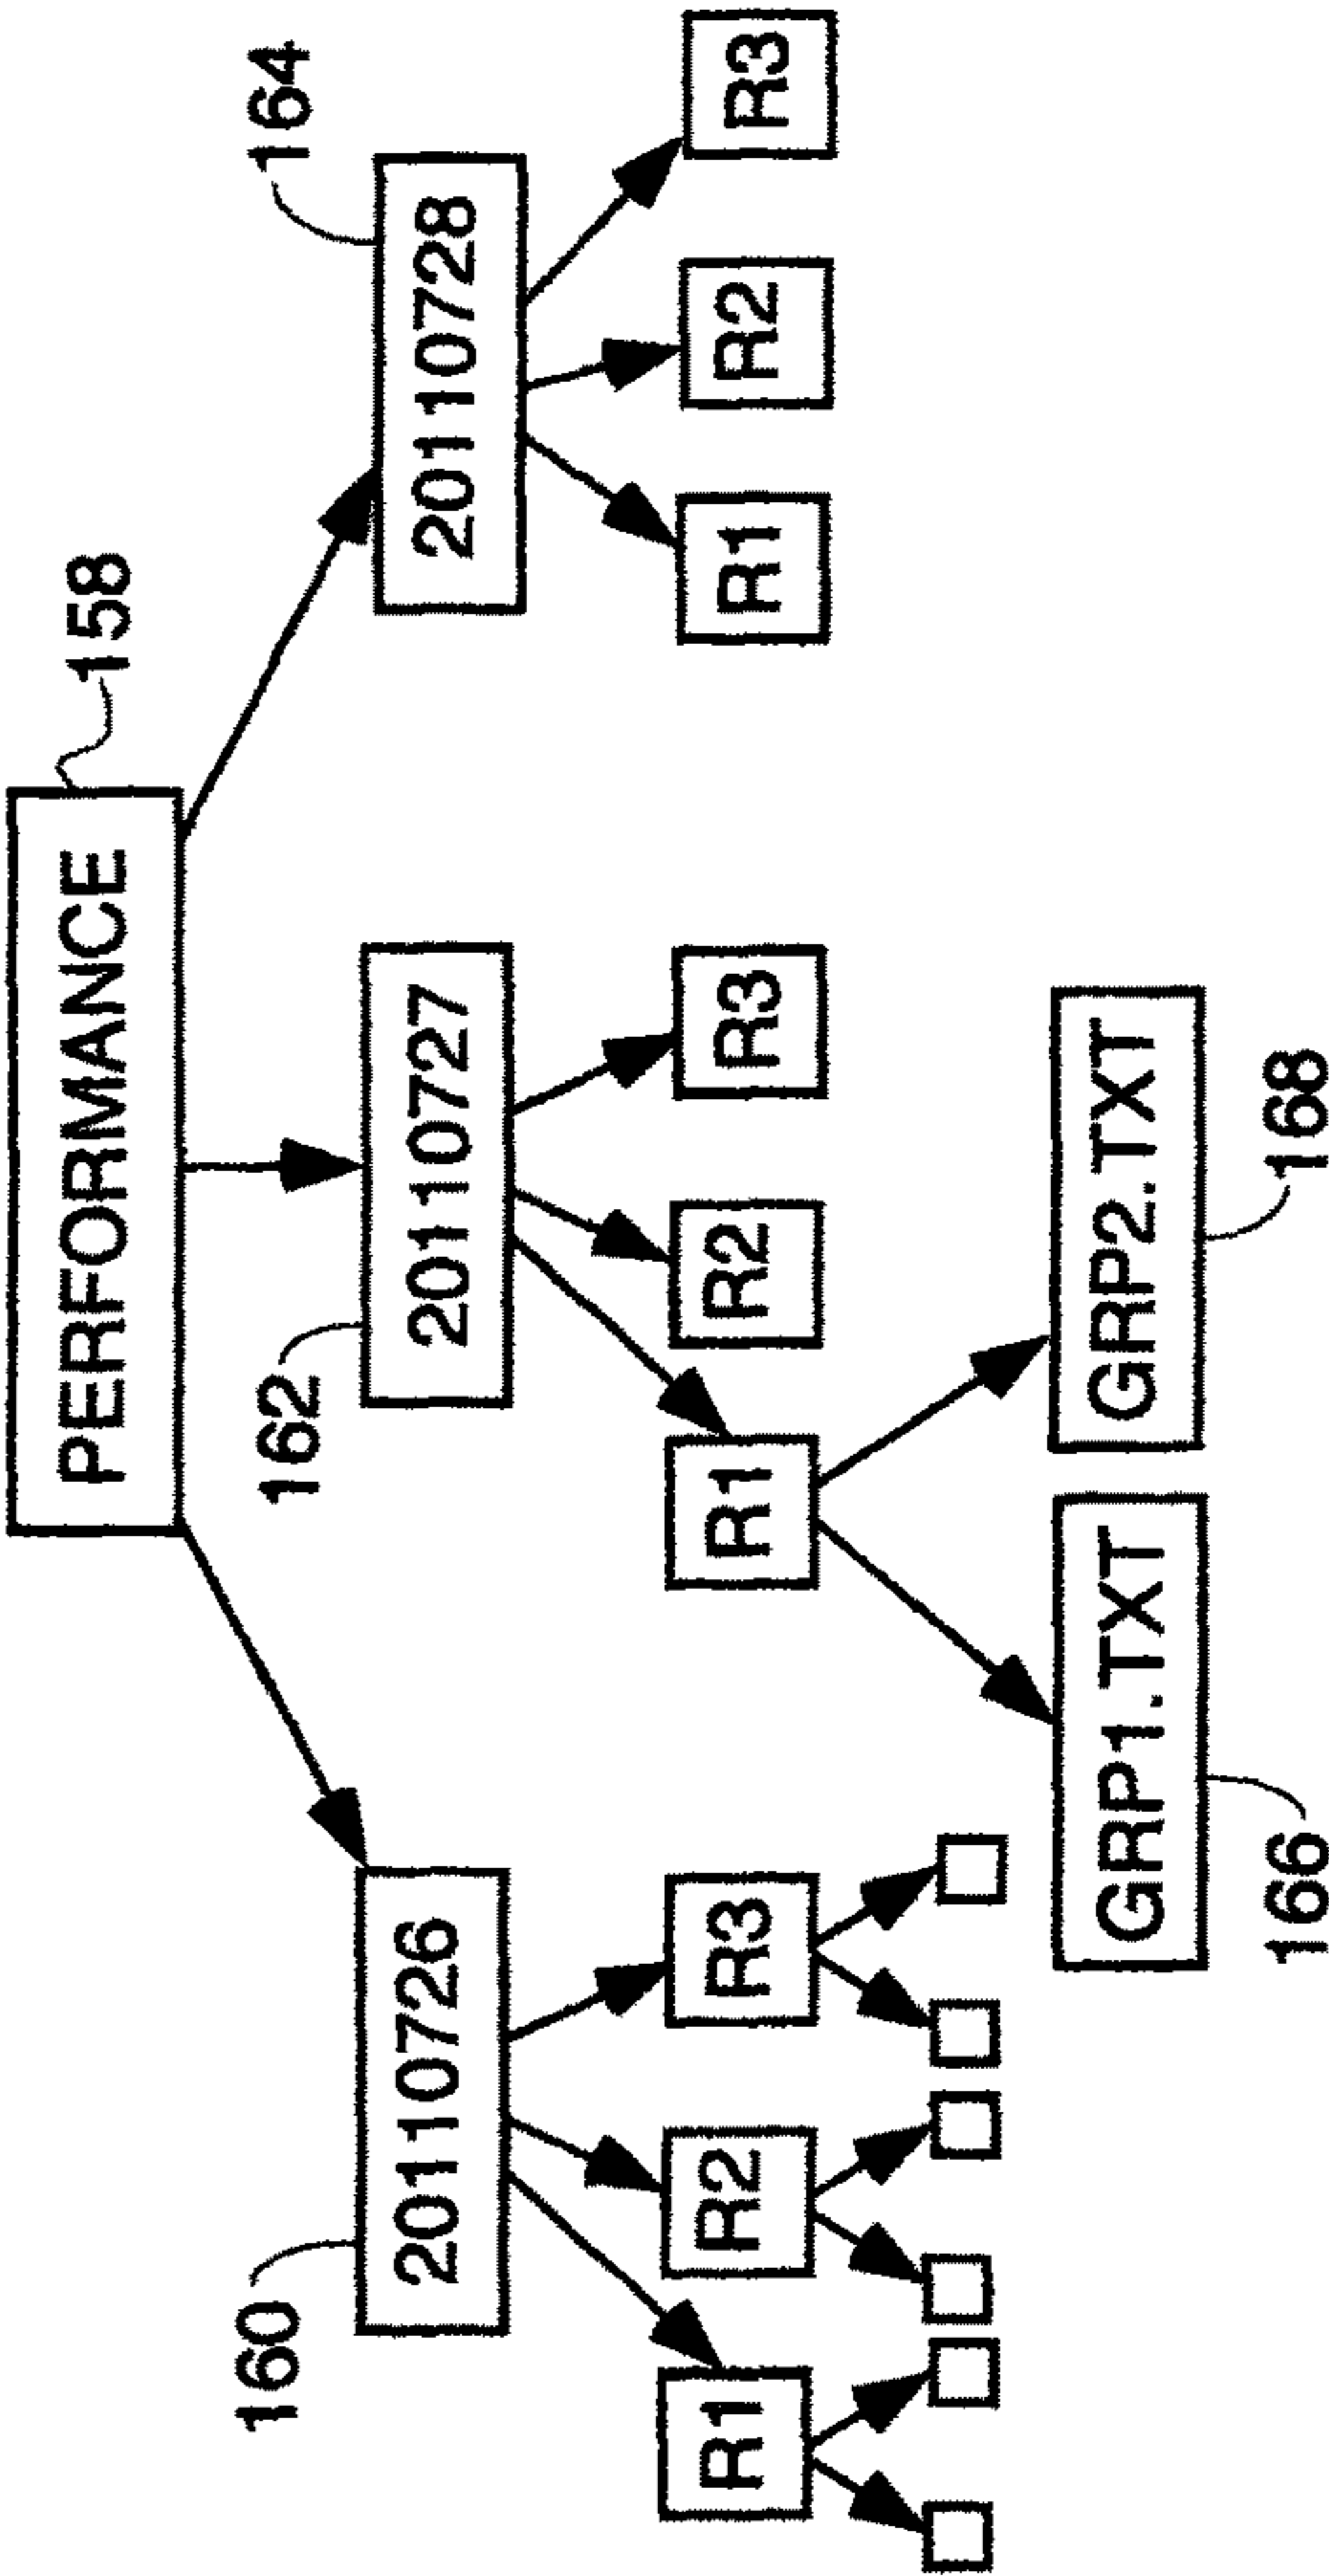 PERFORMANCE
158
160
20110726
162
20110727
164
20110728
R1
R2
R3
R1
R2
R3
R1
R2
R3
GRP1.TXT
GRP2.TXT
166
168